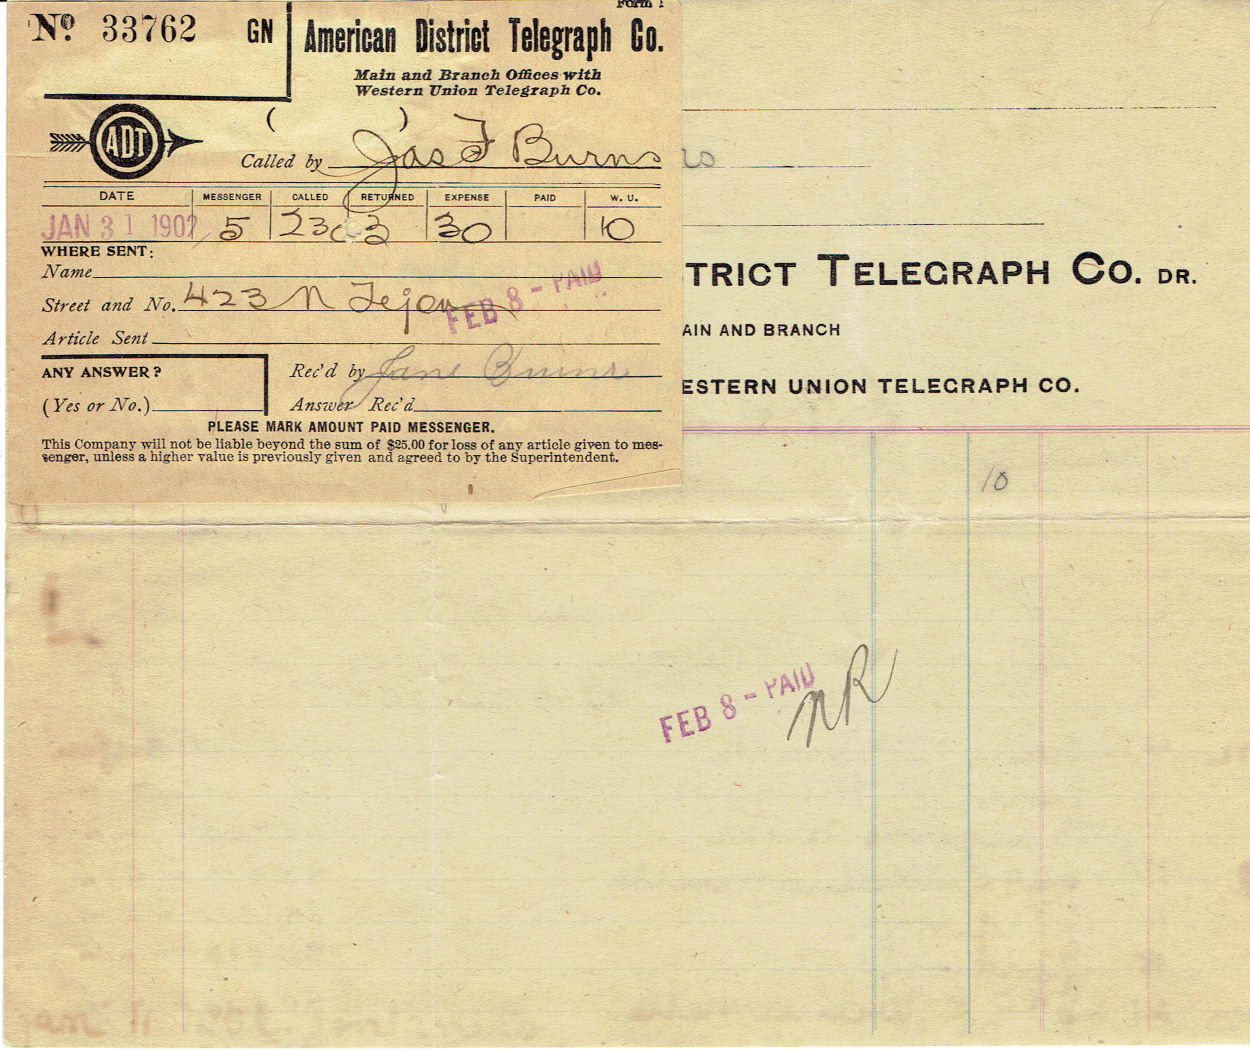 Form 1
No. 33762 GN
American District Telegraph Co.
Main and Branch Offices with
Western Union Telegraph Co.
ADT
( )
Called by Jas F Burns
DATE MESSENGER CALLED RETURNED EXPENSE PAID W. U.
JAN 31 1902 5 230 3 30 10
WHERE SENT:
Name
Street and No. 423 N Tejon
FEB 8 - PAID
Article Sent
ANY ANSWER?
Rec'd by Jane Burns
(Yes or No.)
Answer Rec'd
PLEASE MARK AMOUNT PAID MESSENGER.
This Company will not be liable beyond the sum of $25.00 for loss of any article given to mes-
senger, unless a higher value is previously given and agreed to by the Superintendent.
TRICT TELEGRAPH CO. DR.
AIN AND BRANCH
ESTERN UNION TELEGRAPH CO.
10
FEB 8 - PAID